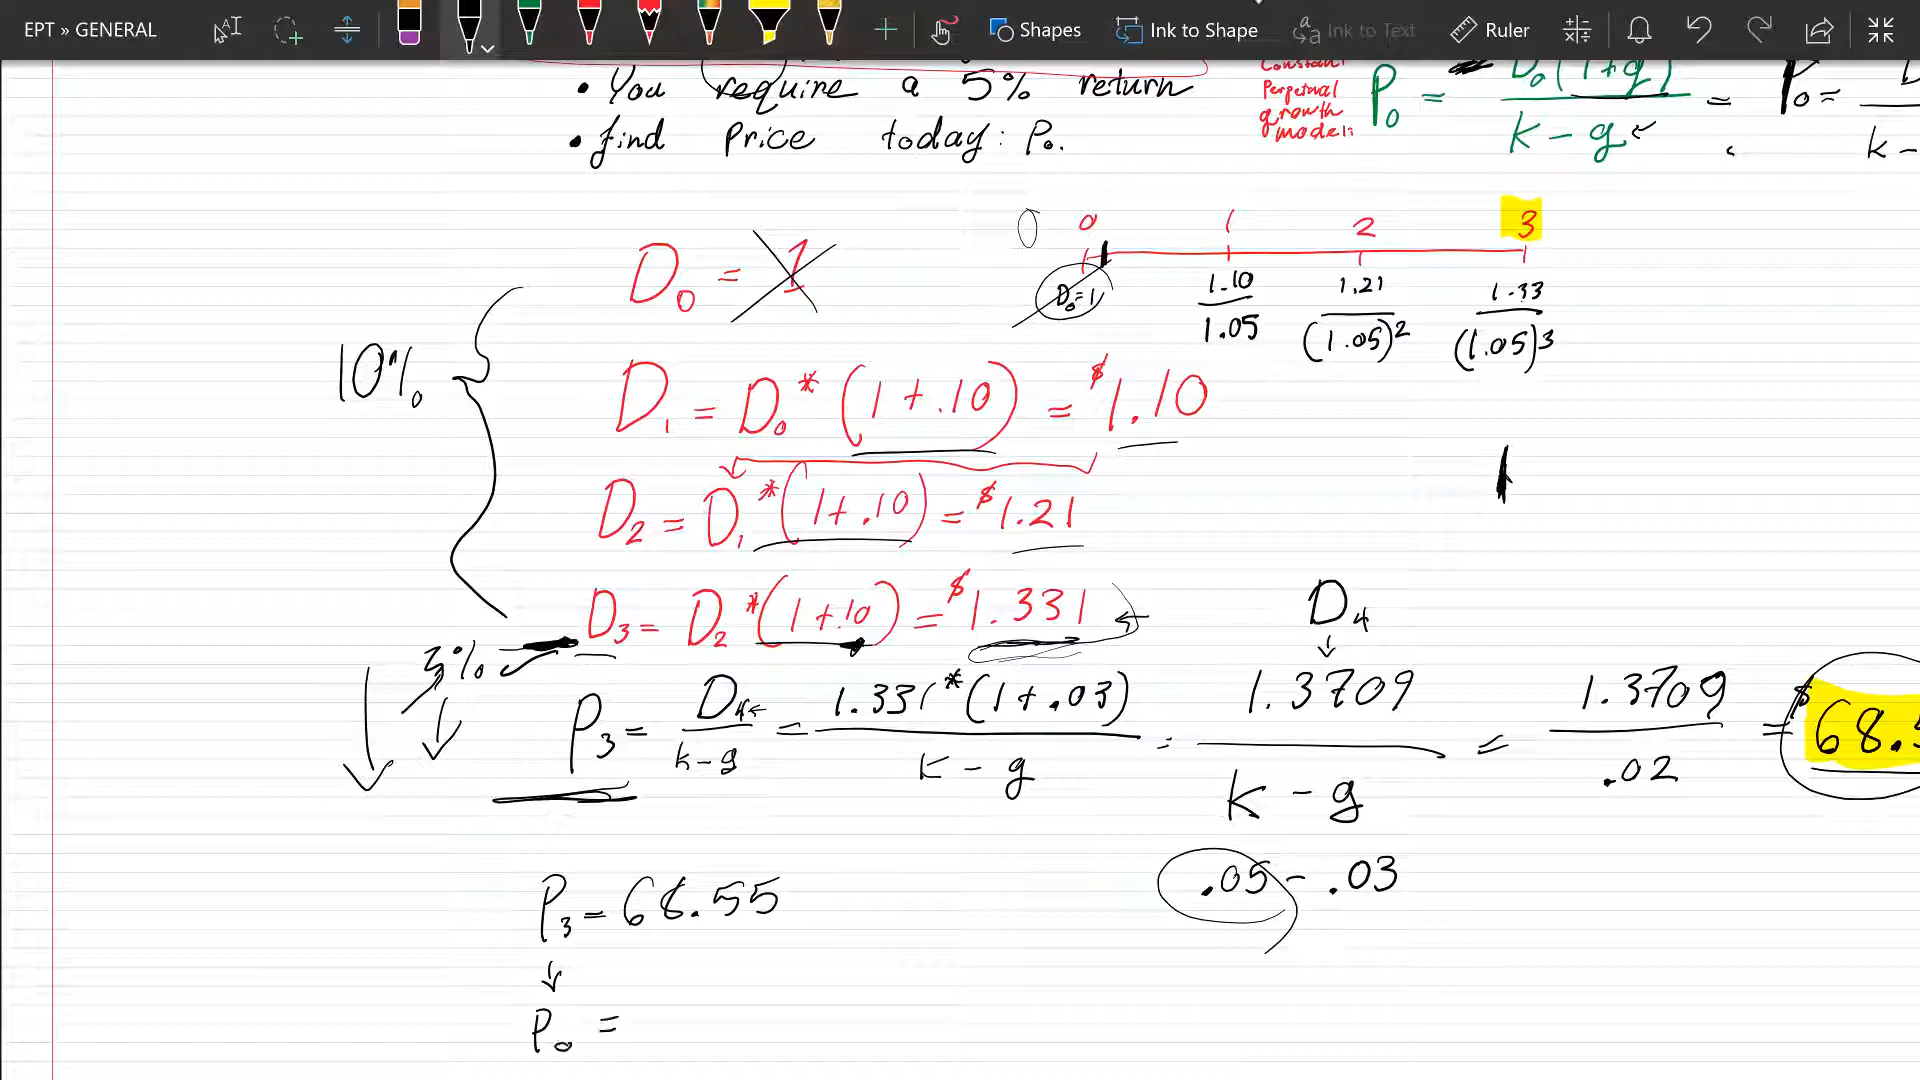 EPT » GENERAL
Shapes
Ink to Shape
Ink to Text
Ruler
• You require a 5% return
• find Price today: P₀.
Perpetual
growth
model:
P₀ = D₀(1+g) / k - g = P₀ =
k -
0 0 1 2 3
D₀ = 1
D₀=1
1.10 / 1.05
1.21 / (1.05)²
1.33 / (1.05)³
10%
D₁ = D₀ * (1 + .10) = $1.10
D₂ = D₁ * (1 + .10) = $1.21
D₃ = D₂ * (1 + .10) = $1.331
D₄
3%
P₃ = D₄ / k-g = 1.331 * (1 + .03) / k - g = 1.3709 / k - g = 1.3709 / .02 = $68.5
.05 - .03
P₃ = 68.55
P₀ =